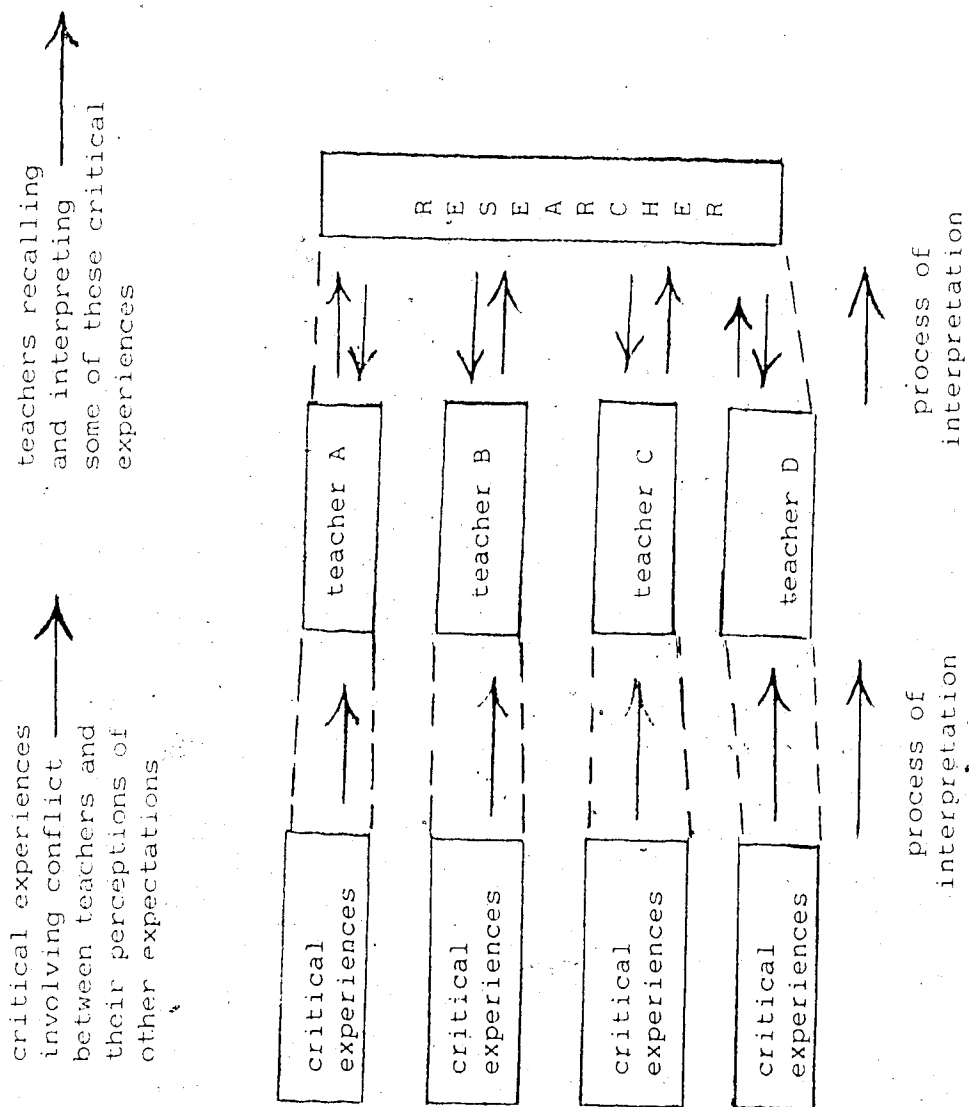 critical experiences
involving conflict
between teachers and
their perceptions of
other expectations
teachers recalling
and interpreting
some of these critical
experiences
critical
experiences
teacher A
critical
experiences
teacher B
critical
experiences
teacher C
critical
experiences
teacher D
RESEARCHER
process of
interpretation
process of
interpretation